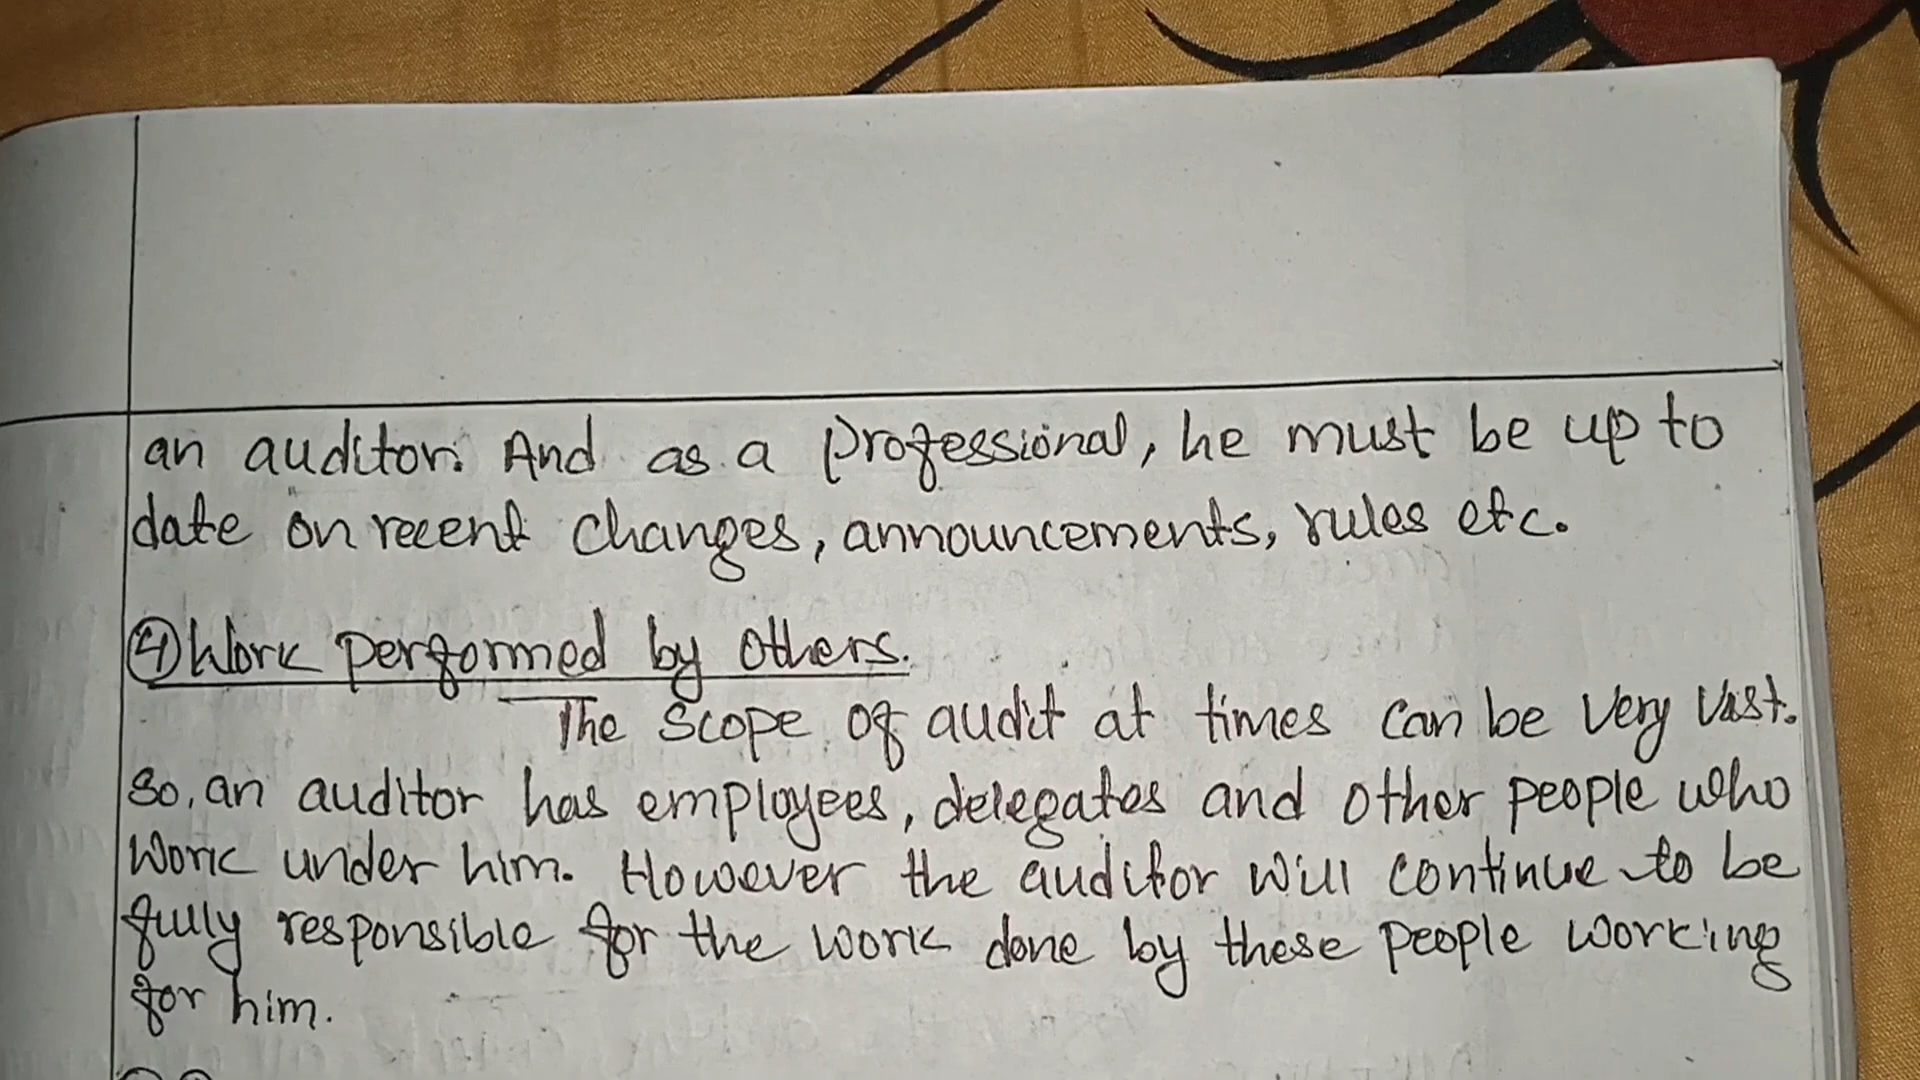 an auditor. And as a professional, he must be up to
date on recent changes, announcements, rules etc.
④ Work performed by others.
The scope of audit at times can be very vast.
So, an auditor has employees, delegates and other people who
work under him. However the auditor will continue to be
fully responsible for the work done by these people working
for him.